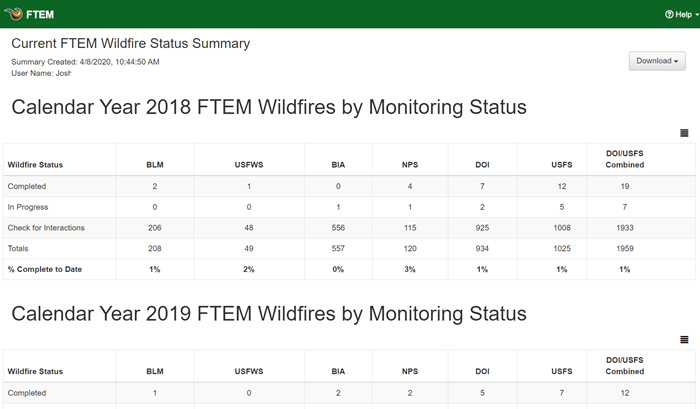 FTEM
Help
Current FTEM Wildfire Status Summary
Summary Created: 4/8/2020, 10:44:50 AM
User Name: Josh
Download
Calendar Year 2018 FTEM Wildfires by Monitoring Status
Wildfire Status BLM USFWS BIA NPS DOI USFS DOI/USFS Combined
Completed 2 1 0 4 7 12 19
In Progress 0 0 1 1 2 5 7
Check for Interactions 206 48 556 115 925 1008 1933
Totals 208 49 557 120 934 1025 1959
% Complete to Date 1% 2% 0% 3% 1% 1% 1%
Calendar Year 2019 FTEM Wildfires by Monitoring Status
Wildfire Status BLM USFWS BIA NPS DOI USFS DOI/USFS Combined
Completed 1 0 2 2 5 7 12